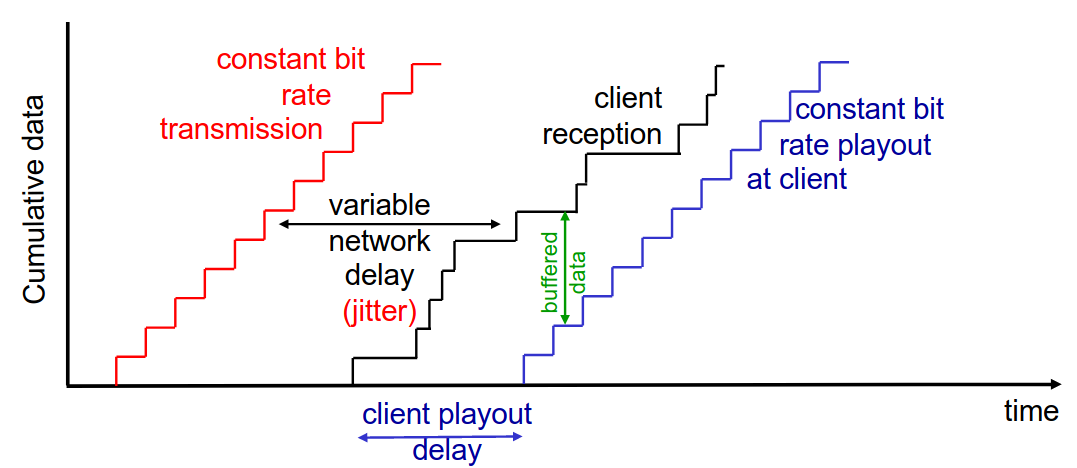 constant bit
rate
transmission
Cumulative data
variable
network
delay
(jitter)
client
reception
buffered
data
constant bit
rate playout
at client
client playout
delay
time